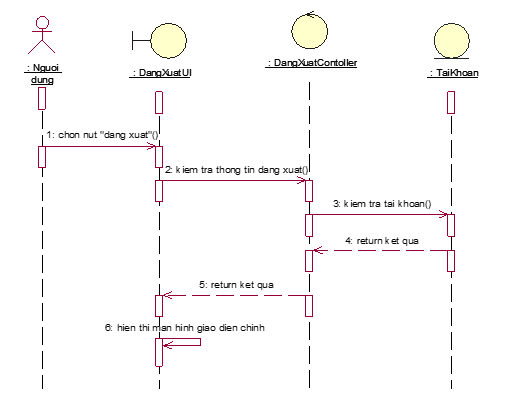 : Nguoi
dung
: DangXuatUI
: DangXuatContoller
: TaiKhoan
1: chon nut "dang xuat"()
2: kiem tra thong tin dang xuat()
3: kiem tra tai khoan()
4: return ket qua
5: return ket qua
6: hien thi man hinh giao dien chinh